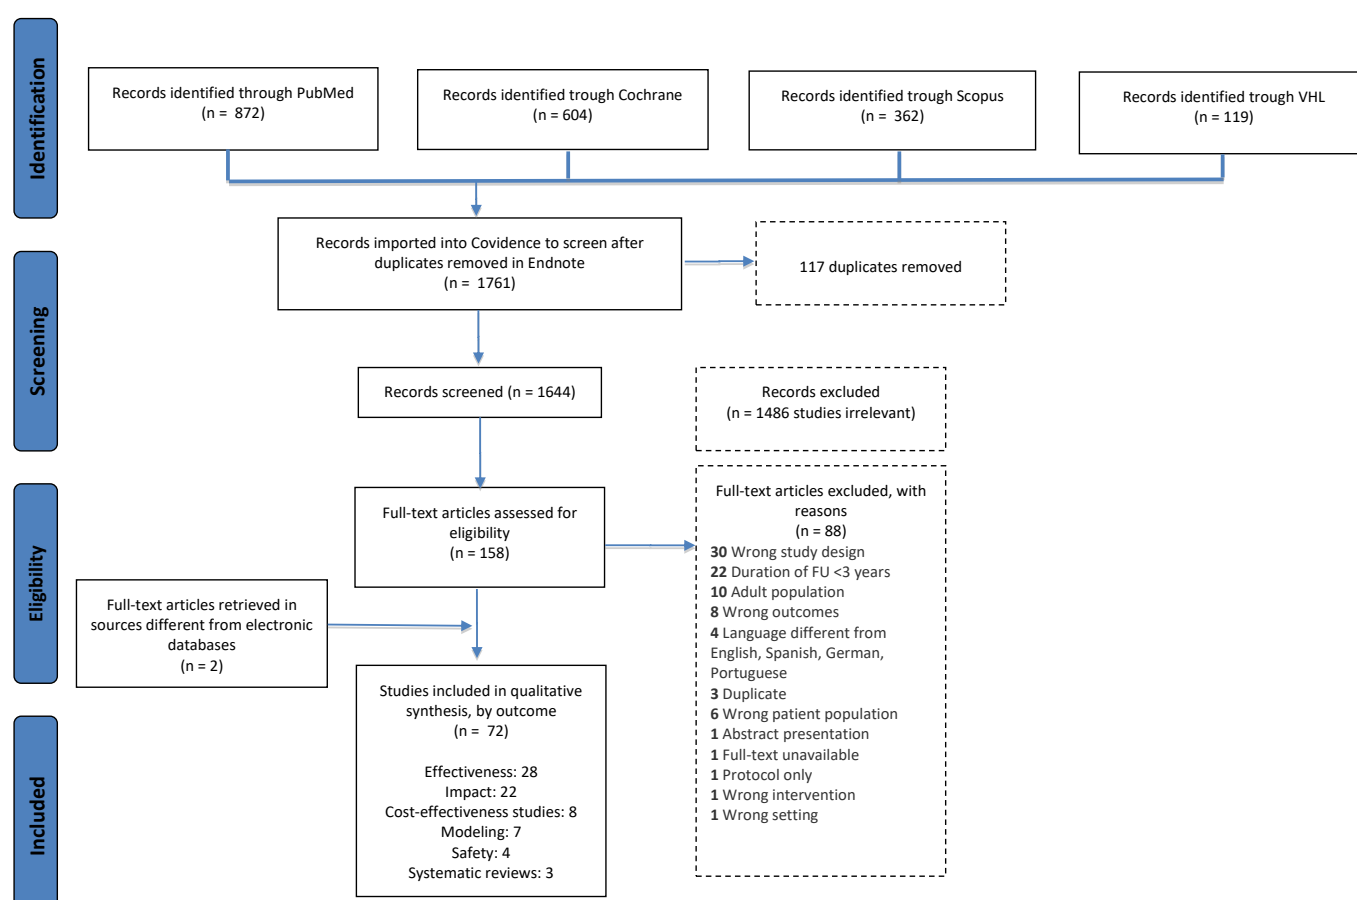 Identification
Records identified through PubMed
(n = 872)
Records identified trough Cochrane
(n = 604)
Records identified trough Scopus
(n = 362)
Records identified trough VHL
(n = 119)
Records imported into Covidence to screen after
duplicates removed in Endnote
(n = 1761)
117 duplicates removed
Screening
Records screened (n = 1644)
Records excluded
(n = 1486 studies irrelevant)
Eligibility
Full-text articles assessed for
eligibility
(n = 158)
Full-text articles excluded, with
reasons
(n = 88)
30 Wrong study design
22 Duration of FU <3 years
10 Adult population
8 Wrong outcomes
4 Language different from
English, Spanish, German,
Portuguese
3 Duplicate
6 Wrong patient population
1 Abstract presentation
1 Full-text unavailable
1 Protocol only
1 Wrong intervention
1 Wrong setting
Full-text articles retrieved in
sources different from electronic
databases
(n = 2)
Included
Studies included in qualitative
synthesis, by outcome
(n = 72)
Effectiveness: 28
Impact: 22
Cost-effectiveness studies: 8
Modeling: 7
Safety: 4
Systematic reviews: 3